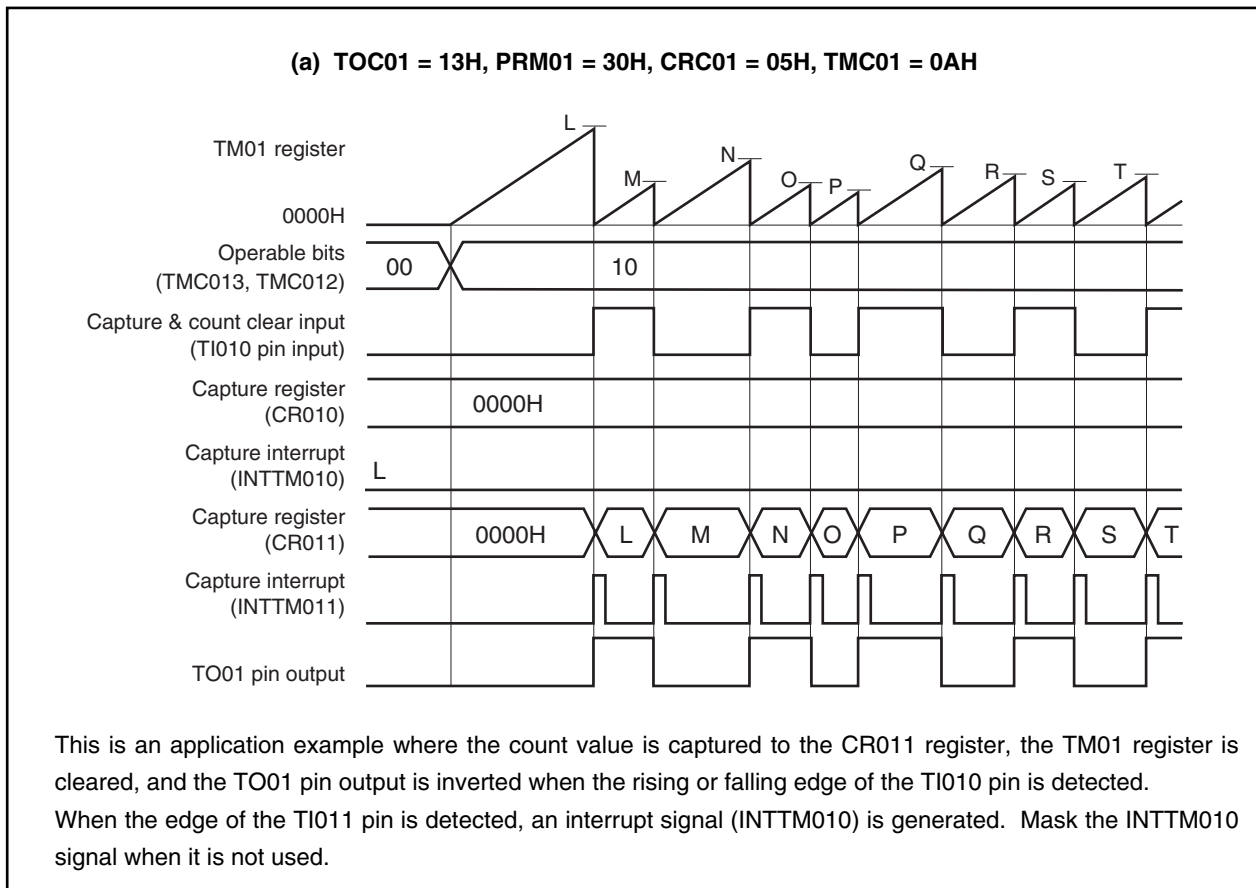 (a) TOC01 = 13H, PRM01 = 30H, CRC01 = 05H, TMC01 = 0AH
L
M
N
O
P
Q
R
S
T
TM01 register
0000H
Operable bits
(TMC013, TMC012)
00
10
Capture & count clear input
(TI010 pin input)
Capture register
(CR010)
0000H
Capture interrupt
(INTTM010)
L
Capture register
(CR011)
0000H L M N O P Q R S T
Capture interrupt
(INTTM011)
TO01 pin output
This is an application example where the count value is captured to the CR011 register, the TM01 register is
cleared, and the TO01 pin output is inverted when the rising or falling edge of the TI010 pin is detected.
When the edge of the TI011 pin is detected, an interrupt signal (INTTM010) is generated. Mask the INTTM010
signal when it is not used.